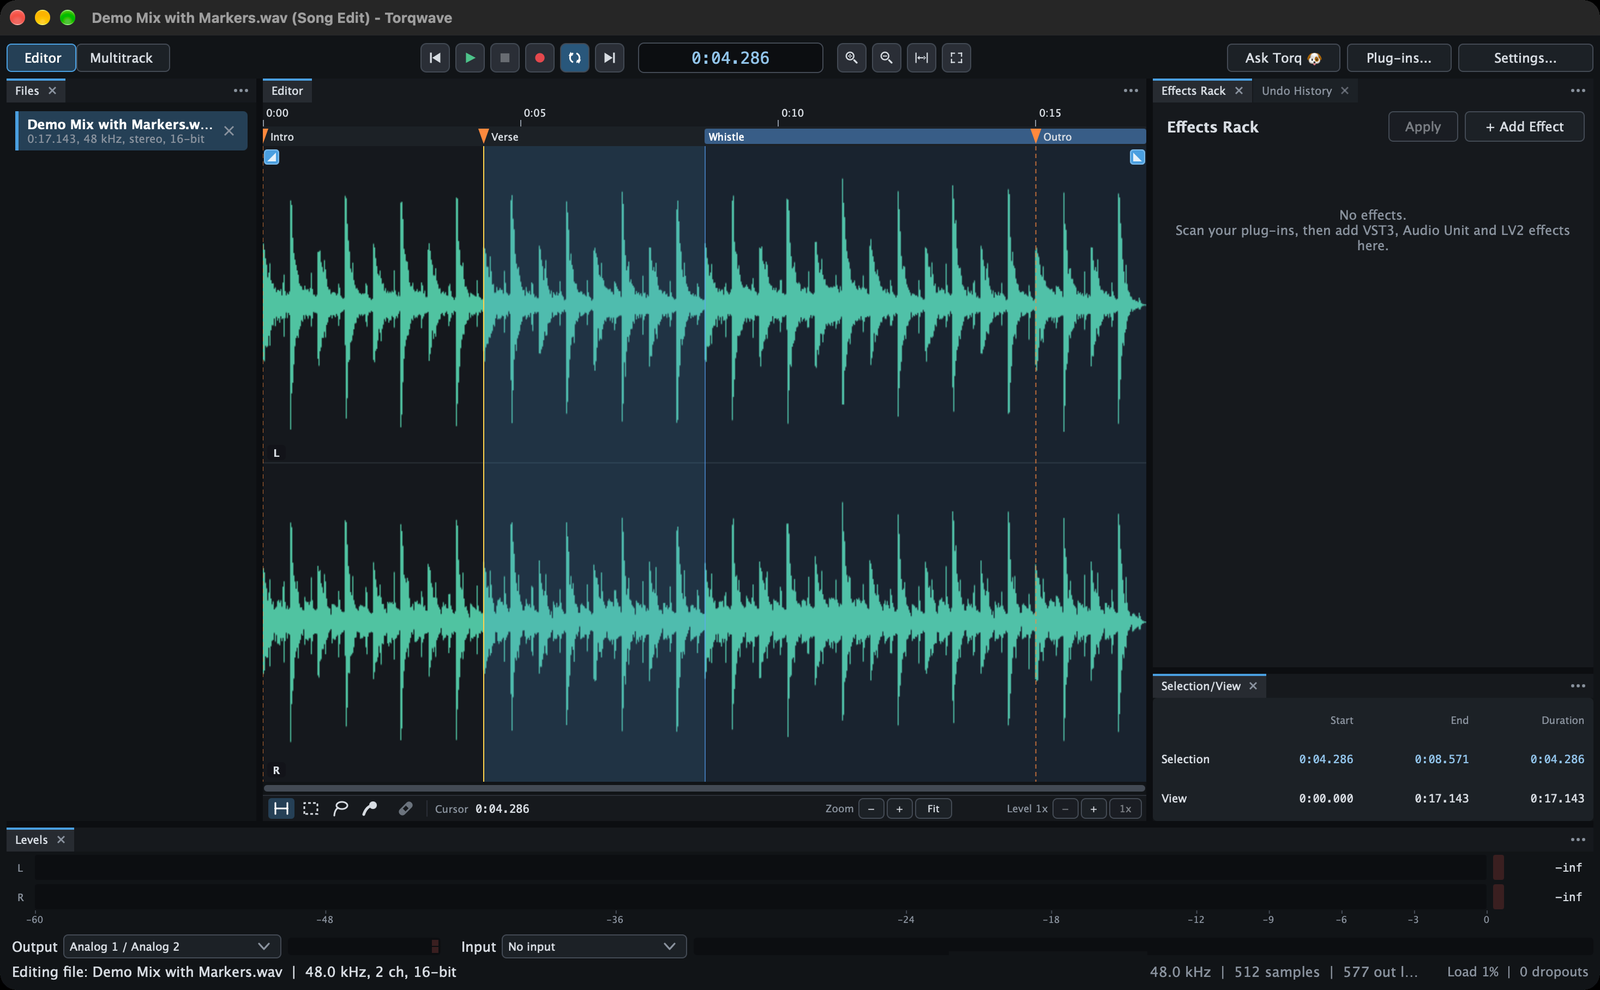 Demo Mix with Markers.wav (Song Edit) - Torqwave
Editor Multitrack 0:04.286 Ask Torq Plug-ins... Settings...
Files
Demo Mix with Markers.w...
0:17.143, 48 kHz, stereo, 16-bit
Editor
0:00 0:05 0:10 0:15
Intro Verse Whistle Outro
L
R
Cursor 0:04.286 Zoom - + Fit Level 1x - + 1x
Effects Rack Undo History
Effects Rack Apply + Add Effect
No effects.
Scan your plug-ins, then add VST3, Audio Unit and LV2 effects
here.
Selection/View
Start End Duration
Selection 0:04.286 0:08.571 0:04.286
View 0:00.000 0:17.143 0:17.143
Levels
L -inf
R -inf
-60 -48 -36 -24 -18 -12 -9 -6 -3 0
Output Analog 1 / Analog 2 Input No input
Editing file: Demo Mix with Markers.wav | 48.0 kHz, 2 ch, 16-bit 48.0 kHz | 512 samples | 577 out l... Load 1% | 0 dropouts